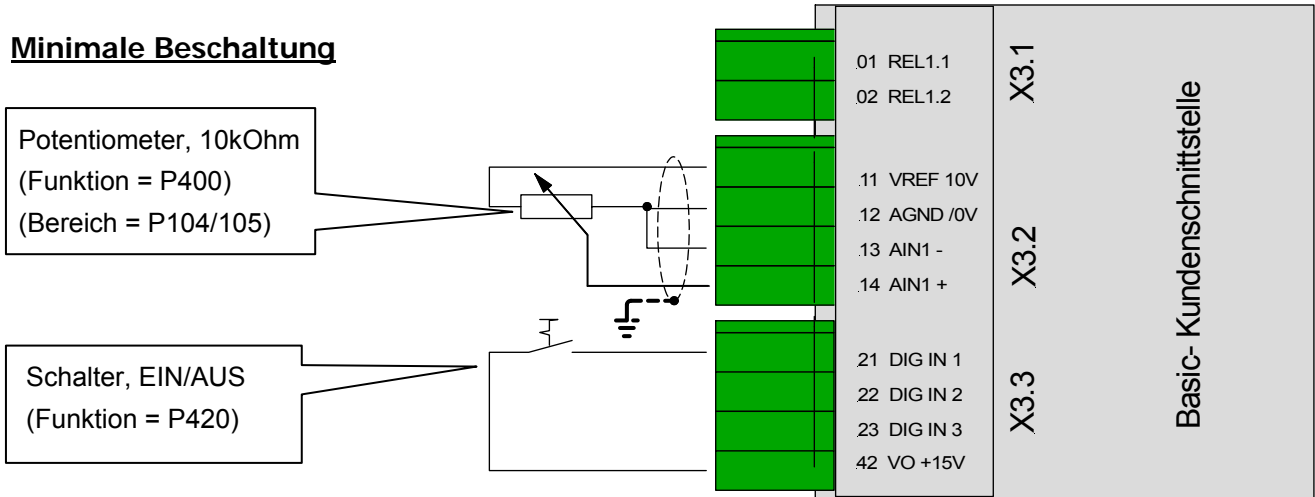 Minimale Beschaltung
Potentiometer, 10kOhm
(Funktion = P400)
(Bereich = P104/105)
Schalter, EIN/AUS
(Funktion = P420)
01 REL1.1
02 REL1.2
X3.1
11 VREF 10V
12 AGND /0V
13 AIN1 -
14 AIN1 +
X3.2
21 DIG IN 1
22 DIG IN 2
23 DIG IN 3
42 VO +15V
X3.3
Basic- Kundenschnittstelle